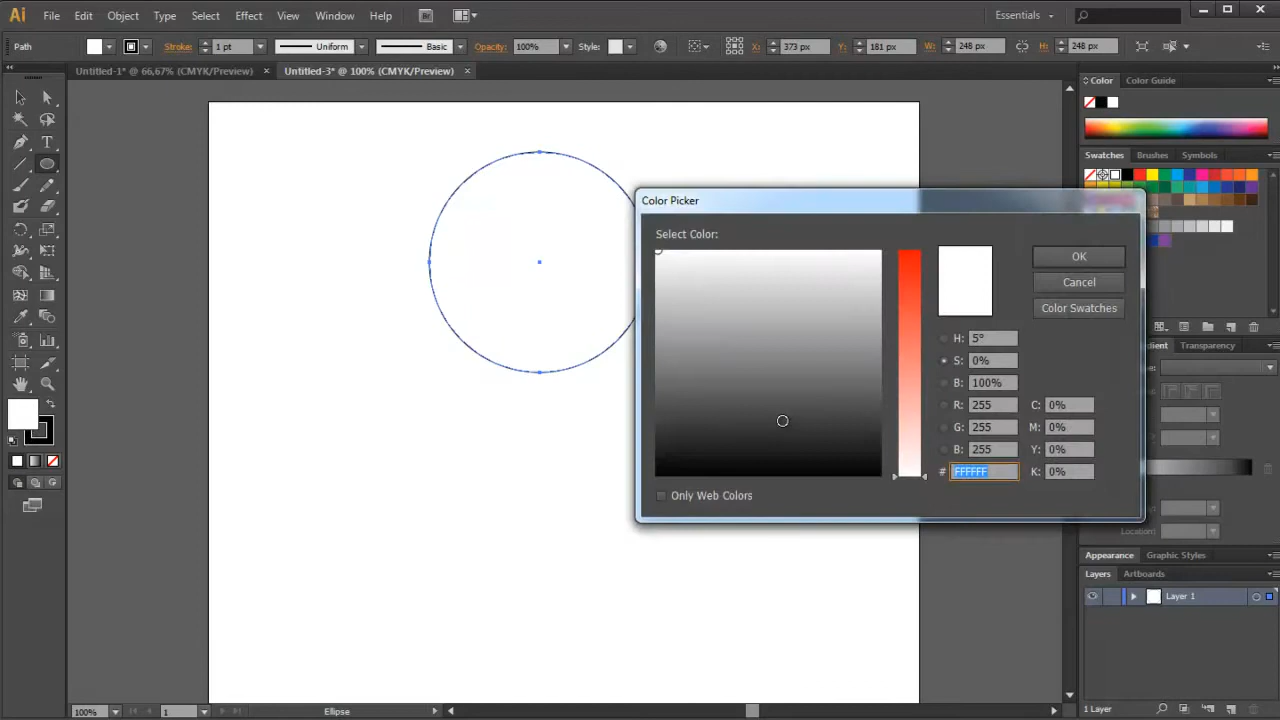 Ai File Edit Object Type Select Effect View Window Help Br Essentials
Path Stroke: 1 pt Uniform Basic Opacity: 100% Style: X: 373 px Y: 181 px W: 248 px H: 248 px
Untitled-1* @ 66,67% (CMYK/Preview) × Untitled-3* @ 100% (CMYK/Preview) ×
Color Color Guide
Swatches Brushes Symbols
Color Picker
Select Color:
OK
Cancel
Color Swatches
H: 5°
S: 0%
B: 100%
R: 255 C: 0%
G: 255 M: 0%
B: 255 Y: 0%
# FFFFFF K: 0%
Only Web Colors
Transparency
Appearance Graphic Styles
Layers Artboards
Layer 1
1 Layer
100% 1 Ellipse